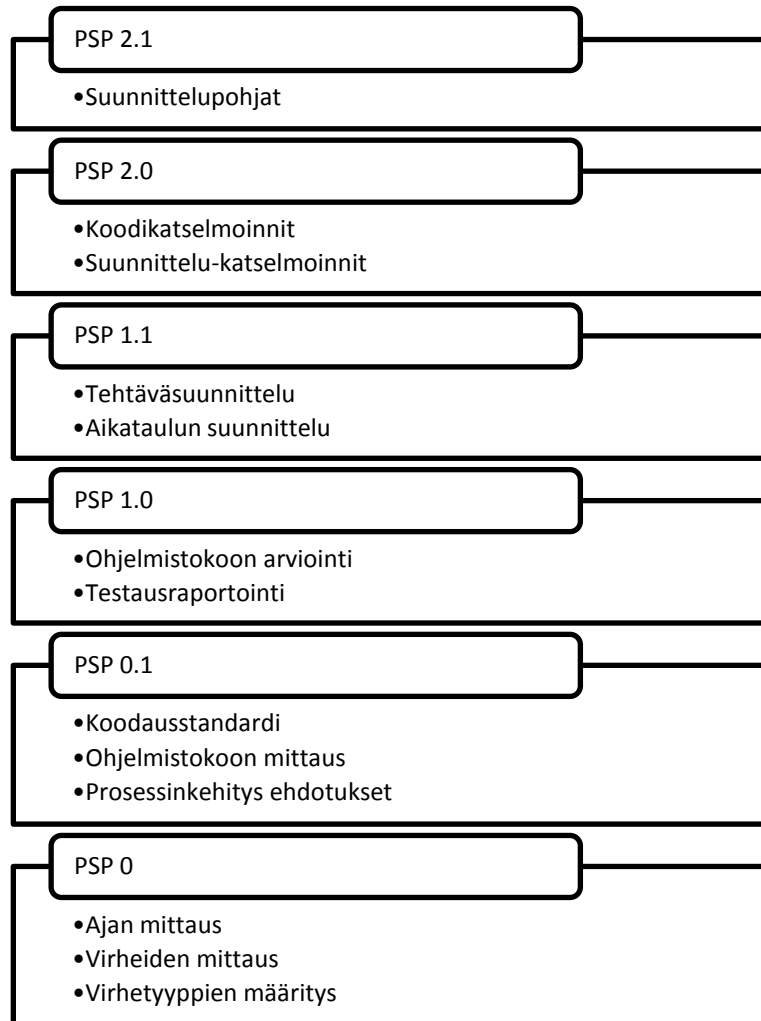 PSP 2.1
•Suunnittelupohjat
PSP 2.0
•Koodikatselmoinnit
•Suunnittelu-katselmoinnit
PSP 1.1
•Tehtäväsuunnittelu
•Aikataulun suunnittelu
PSP 1.0
•Ohjelmistokoon arviointi
•Testausraportointi
PSP 0.1
•Koodausstandardi
•Ohjelmistokoon mittaus
•Prosessinkehitys ehdotukset
PSP 0
•Ajan mittaus
•Virheiden mittaus
•Virhetyyppien määritys